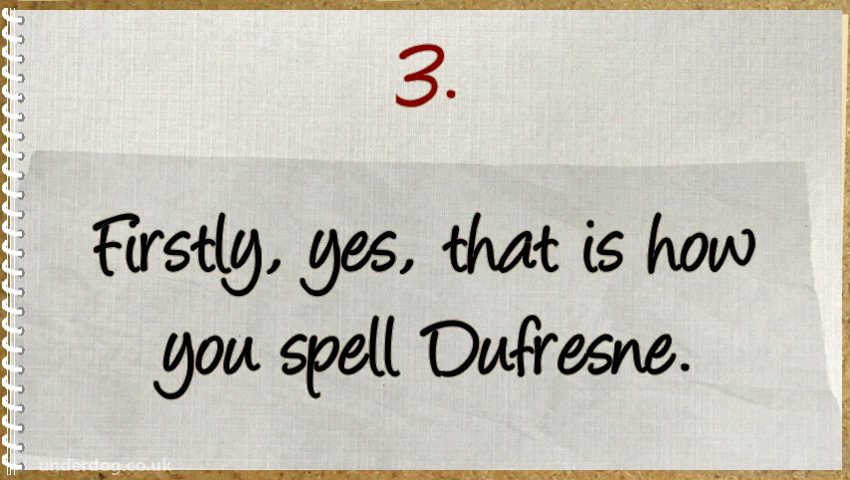 3.
Firstly, yes, that is how
you spell Dufresne.
underdog.co.uk